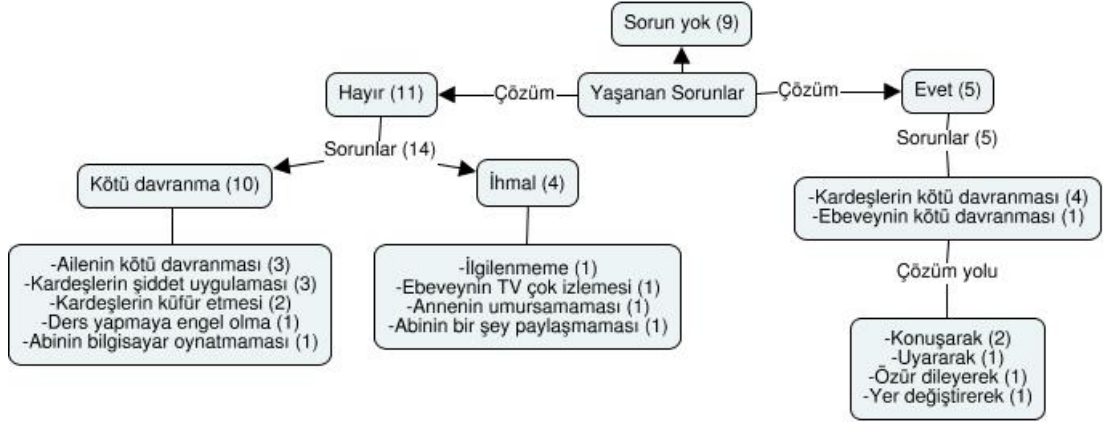 Sorun yok (9)
Hayır (11)
Çözüm
Yaşanan Sorunlar
Çözüm
Evet (5)
Sorunlar (14)
Sorunlar (5)
Kötü davranma (10)
İhmal (4)
-Kardeşlerin kötü davranması (4)
-Ebeveynin kötü davranması (1)
-Ailenin kötü davranması (3)
-Kardeşlerin şiddet uygulaması (3)
-Kardeşlerin küfür etmesi (2)
-Ders yapmaya engel olma (1)
-Abinin bilgisayar oynatmaması (1)
-İlgilenmeme (1)
-Ebeveynin TV çok izlemesi (1)
-Annenin umursamaması (1)
-Abinin bir şey paylaşmaması (1)
Çözüm yolu
-Konuşarak (2)
-Uyararak (1)
-Özür dileyerek (1)
-Yer değiştirerek (1)